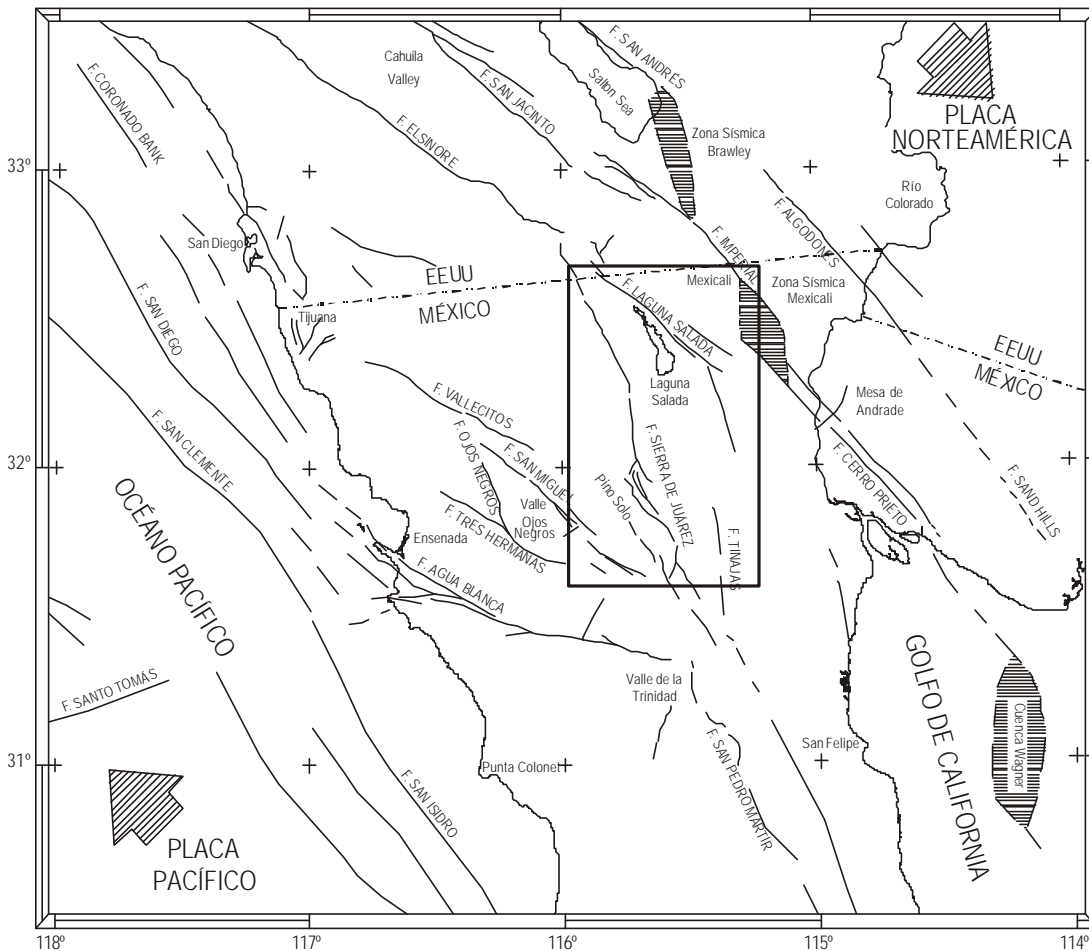 F. SAN ANDRÉS
Cahuila
Valley
F. SAN JACINTO
Salton Sea
F. CORONADO BANK
F. ELSINORE
Zona Sísmica
Brawley
PLACA
NORTEAMÉRICA
33º
Río
Colorado
F. ALGODONES
San Diego
F. IMPERIAL
EEUU
MÉXICO
Mexicali
Zona Sísmica
Mexicali
F. LAGUNA SALADA
Tijuana
F. SAN DIEGO
EEUU
MÉXICO
Laguna
Salada
F. VALLECITOS
Mesa de
Andrade
F. SAN CLEMENTE
F. OJOS NEGROS
F. SAN MIGUEL
F. SIERRA DE JUÁREZ
32º
Pino Solo
F. CERRO PRIETO
F. SAND HILLS
OCÉANO PACÍFICO
Valle
Ojos
Negros
Ensenada
F. TRES HERMANAS
F. TINAJAS
F. AGUA BLANCA
GOLFO DE CALIFORNIA
F. SANTO TOMÁS
Valle de la
Trinidad
Cuenca Wagner
San Felipe
31º
Punta Colonet
F. SAN PEDRO MARTIR
F. SAN ISIDRO
PLACA
PACÍFICO
118º
117º
116º
115º
114º